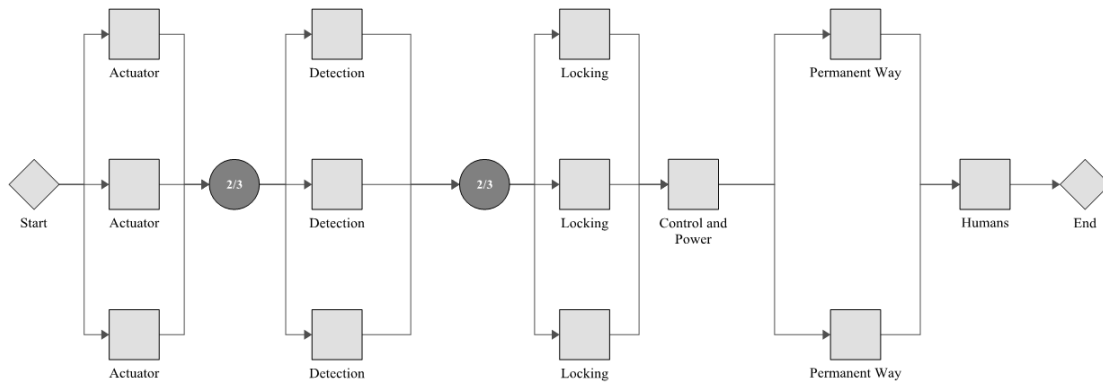 Actuator
Detection
Locking
Permanent Way
2/3
2/3
Start
Actuator
Detection
Locking
Control and
Power
Humans
End
Actuator
Detection
Locking
Permanent Way